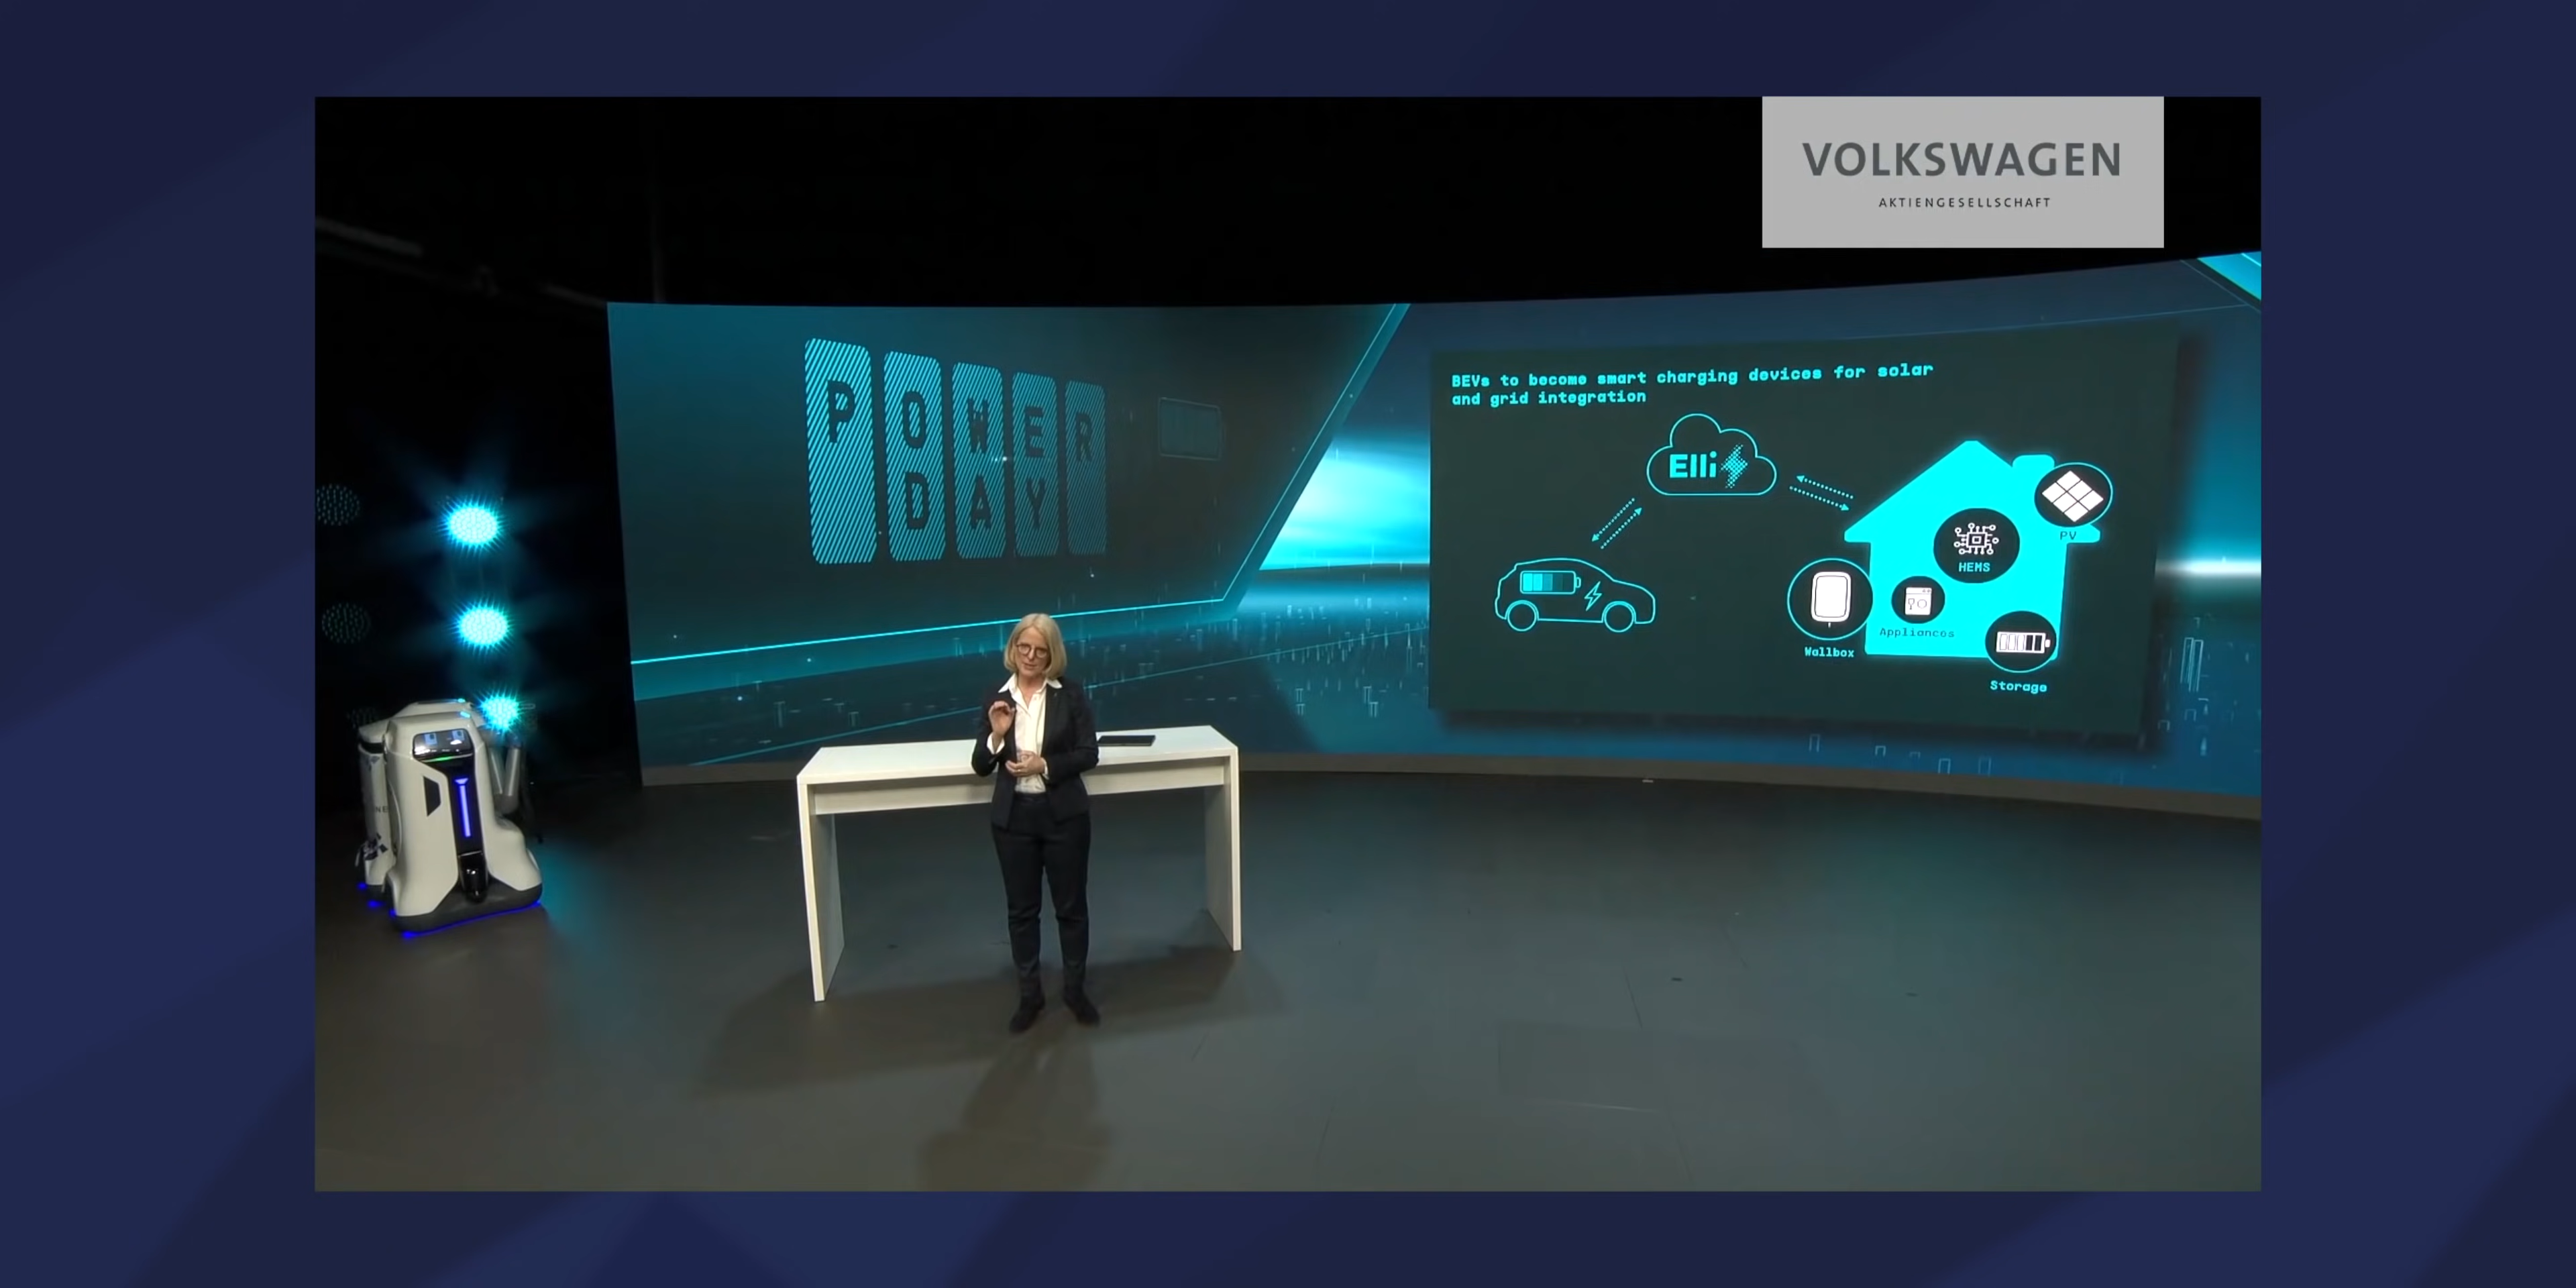 VOLKSWAGEN
AKTIENGESELLSCHAFT
POWER
DAY
BEVs to become smart charging devices for solar
and grid integration
Elli
PV
HEMS
Appliances
Wallbox
Storage